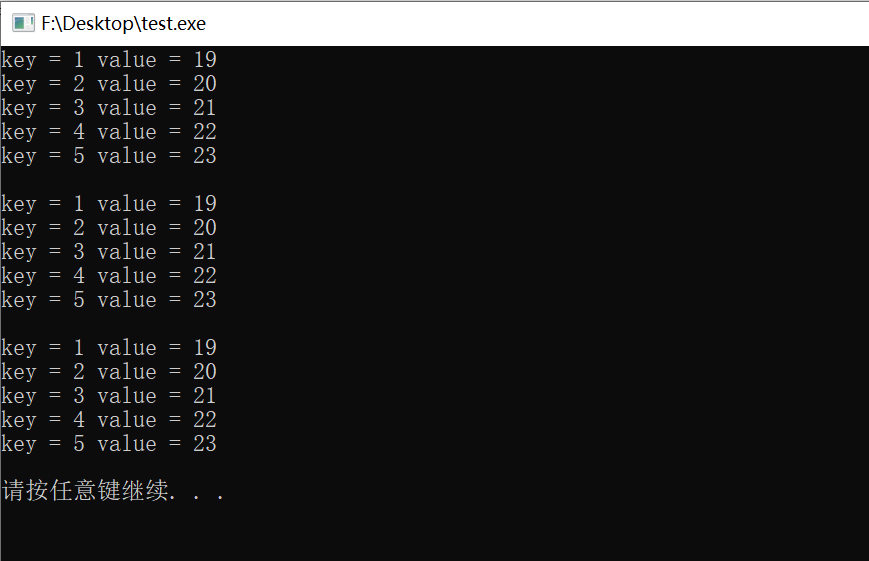 F:\Desktop\test.exe
key = 1 value = 19
key = 2 value = 20
key = 3 value = 21
key = 4 value = 22
key = 5 value = 23
key = 1 value = 19
key = 2 value = 20
key = 3 value = 21
key = 4 value = 22
key = 5 value = 23
key = 1 value = 19
key = 2 value = 20
key = 3 value = 21
key = 4 value = 22
key = 5 value = 23
请按任意键继续. . .